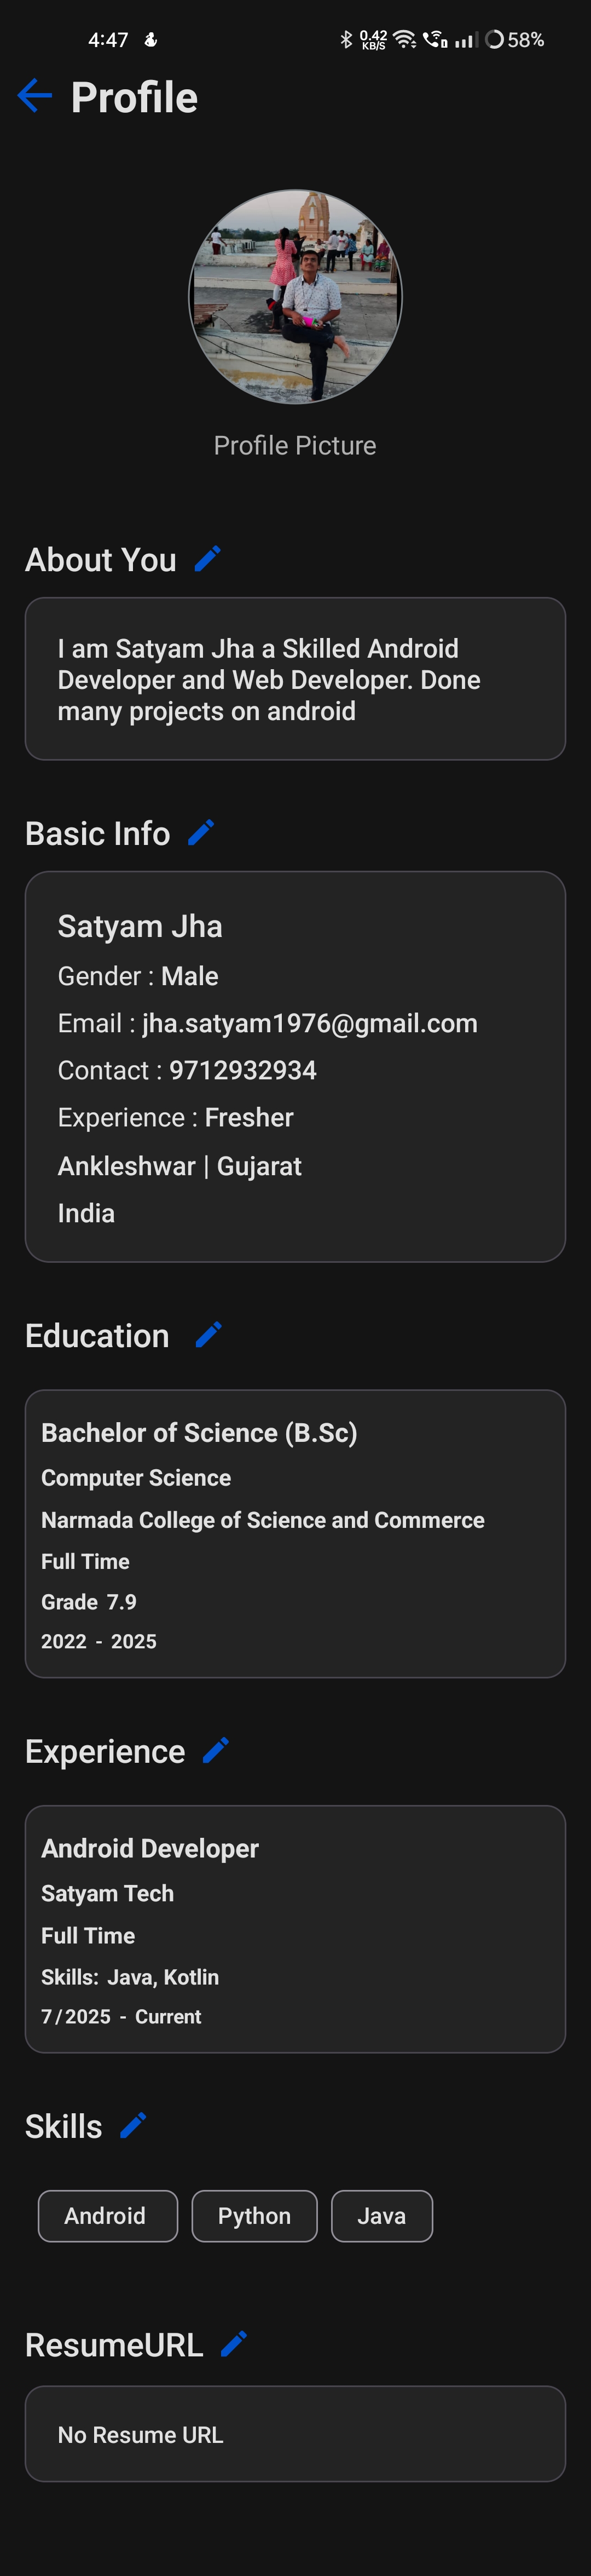 4:47
0.42
KB/S
58%
Profile
Profile Picture
About You
I am Satyam Jha a Skilled Android
Developer and Web Developer. Done
many projects on android
Basic Info
Satyam Jha
Gender : Male
Email : jha.satyam1976@gmail.com
Contact : 9712932934
Experience : Fresher
Ankleshwar | Gujarat
India
Education
Bachelor of Science (B.Sc)
Computer Science
Narmada College of Science and Commerce
Full Time
Grade 7.9
2022 - 2025
Experience
Android Developer
Satyam Tech
Full Time
Skills: Java, Kotlin
7/2025 - Current
Skills
Android
Python
Java
ResumeURL
No Resume URL